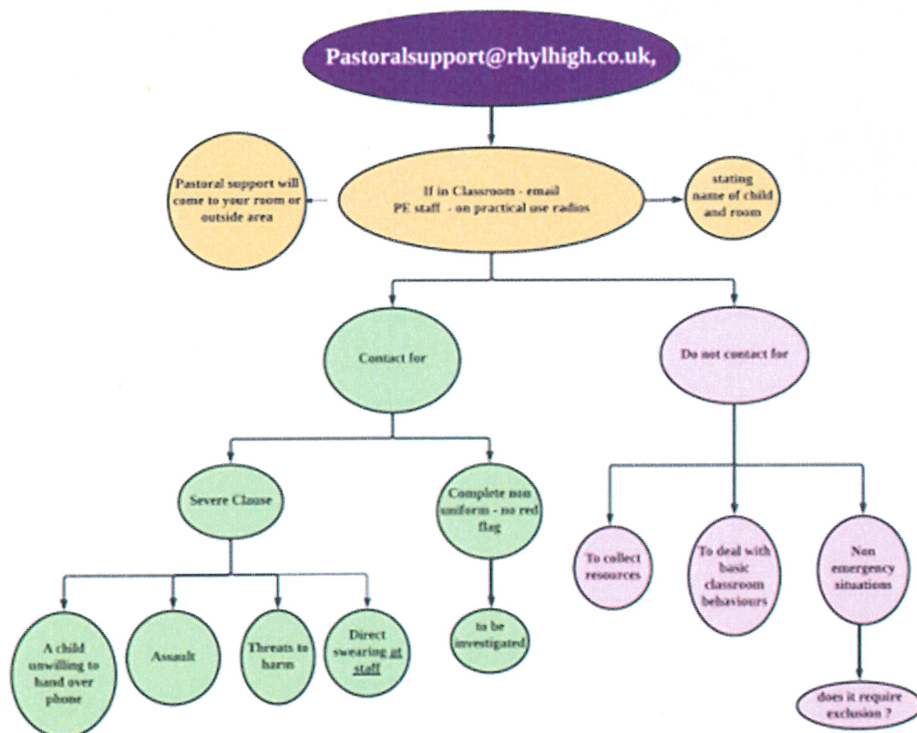 Pastoralsupport@rhylhigh.co.uk,
Pastoral support will
come to your room or
outside area
If in Classroom - email
PE staff - on practical use radios
stating
name of child
and room
Contact for
Do not contact for
Severe Clause
Complete non
uniform - no red
flag
To collect
resources
To deal with
basic
classroom
behaviours
Non
emergency
situations
A child
unwilling to
hand over
phone
Assault
Threats to
harm
Direct
swearing at
staff
to be
investigated
does it require
exclusion ?